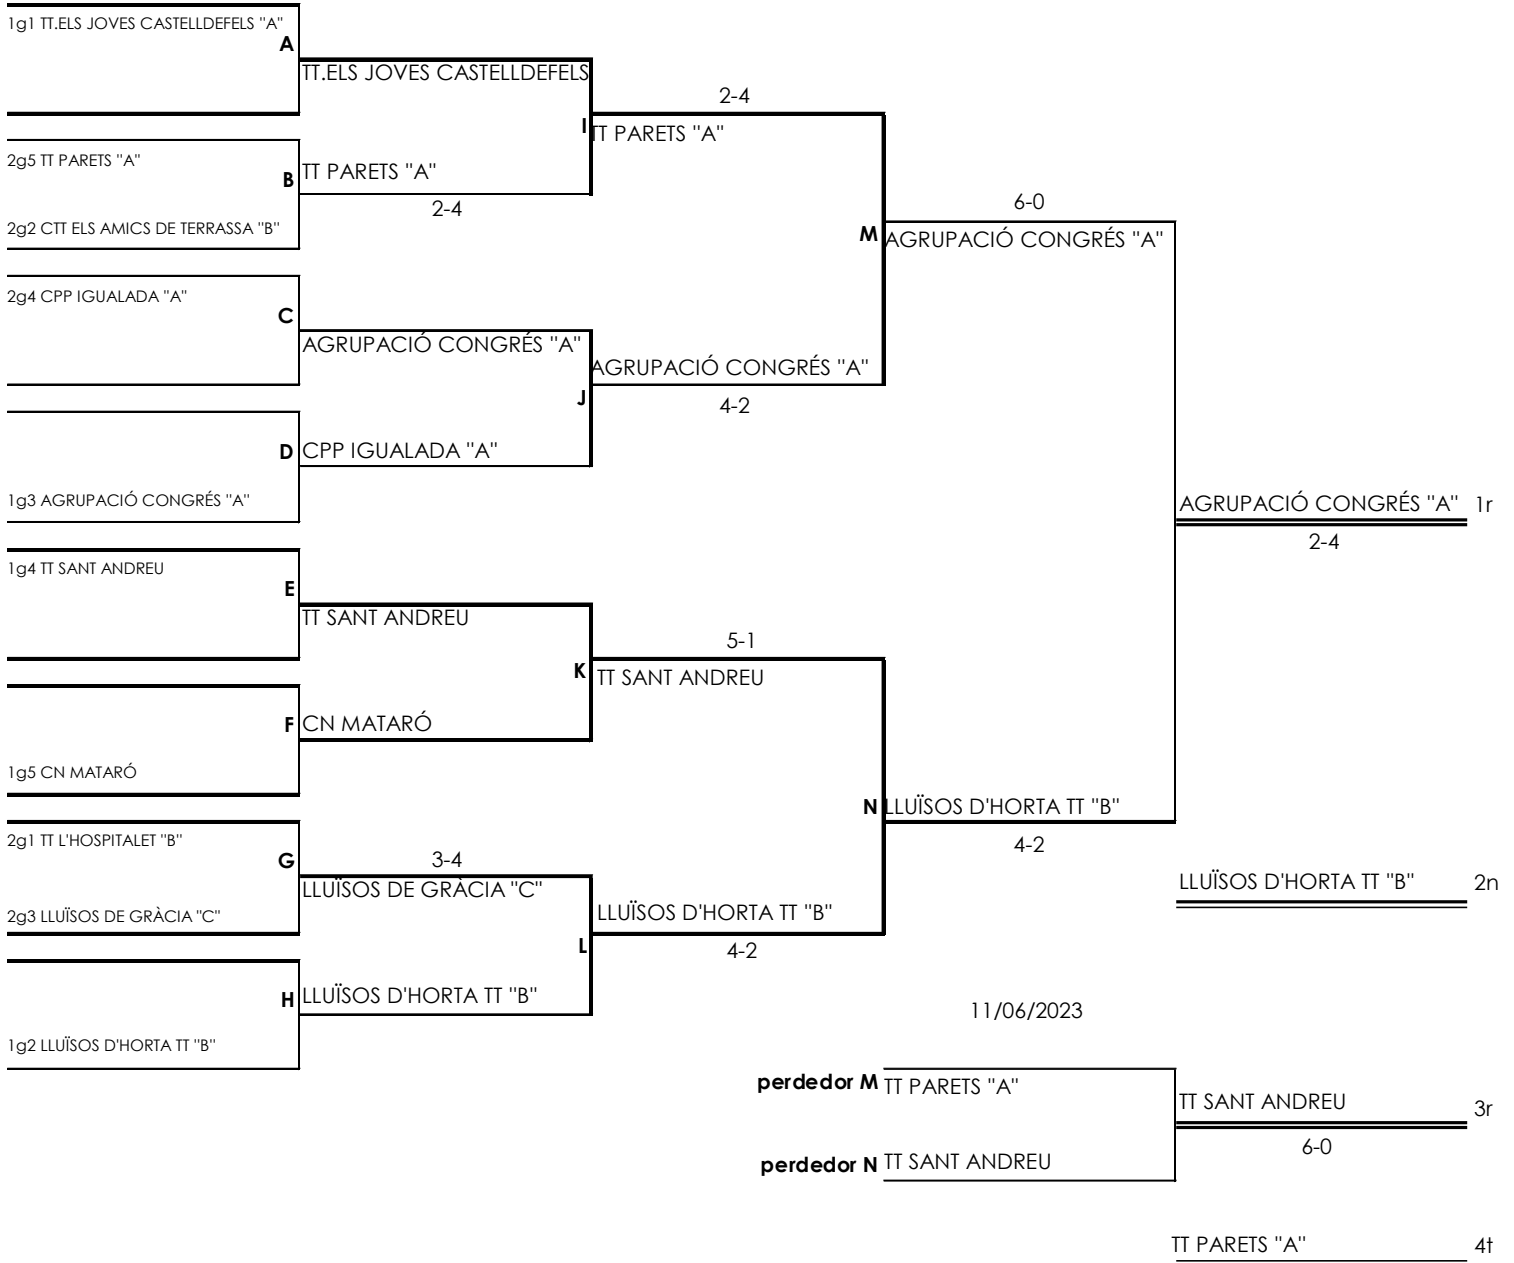 1g1 TT.ELS JOVES CASTELLDEFELS "A"
A
TT.ELS JOVES CASTELLDEFELS
2-4
I
TT PARETS "A"
2g5 TT PARETS "A"
B
TT PARETS "A"
2-4
2g2 CTT ELS AMICS DE TERRASSA "B"
6-0
M
AGRUPACIÓ CONGRÉS "A"
2g4 CPP IGUALADA "A"
C
AGRUPACIÓ CONGRÉS "A"
AGRUPACIÓ CONGRÉS "A"
J
4-2
D
CPP IGUALADA "A"
1g3 AGRUPACIÓ CONGRÉS "A"
AGRUPACIÓ CONGRÉS "A" 1r
2-4
1g4 TT SANT ANDREU
E
TT SANT ANDREU
5-1
K
TT SANT ANDREU
F
CN MATARÓ
1g5 CN MATARÓ
N
LLUÏSOS D'HORTA TT "B"
4-2
2g1 TT L'HOSPITALET "B"
G
3-4
LLUÏSOS DE GRÀCIA "C"
2g3 LLUÏSOS DE GRÀCIA "C"
LLUÏSOS D'HORTA TT "B"
LLUÏSOS D'HORTA TT "B" 2n
L
4-2
H
LLUÏSOS D'HORTA TT "B"
1g2 LLUÏSOS D'HORTA TT "B"
11/06/2023
perdedor M TT PARETS "A"
TT SANT ANDREU 3r
6-0
perdedor N TT SANT ANDREU
TT PARETS "A" 4t